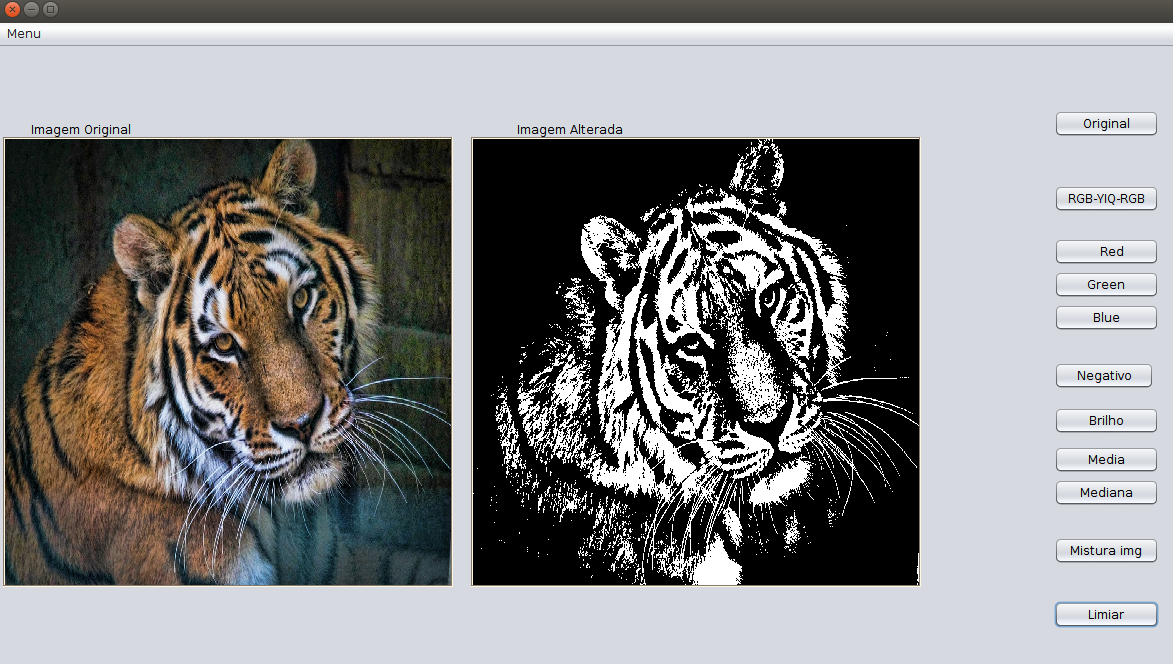 Menu
Imagem Original
Imagem Alterada
Original
RGB-YIQ-RGB
Red
Green
Blue
Negativo
Brilho
Media
Mediana
Mistura img
Limiar